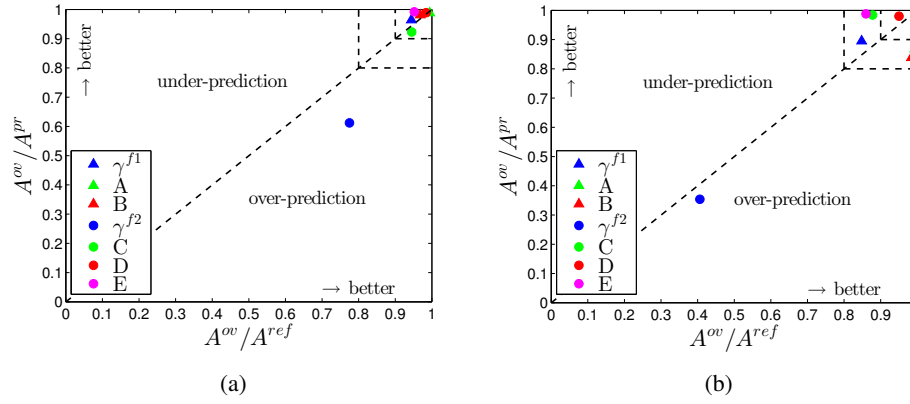 1
0.9
0.8
0.7
0.6
0.5
0.4
0.3
0.2
0.1
0
A^{ov}/A^{pr}
→ better
under-prediction
over-prediction
γ^{f1}
A
B
γ^{f2}
C
D
E
→ better
0 0.1 0.2 0.3 0.4 0.5 0.6 0.7 0.8 0.9 1
A^{ov}/A^{ref}
(a)
1
0.9
0.8
0.7
0.6
0.5
0.4
0.3
0.2
0.1
0
A^{ov}/A^{pr}
→ better
under-prediction
over-prediction
γ^{f1}
A
B
γ^{f2}
C
D
E
→ better
0 0.1 0.2 0.3 0.4 0.5 0.6 0.7 0.8 0.9
A^{ov}/A^{ref}
(b)